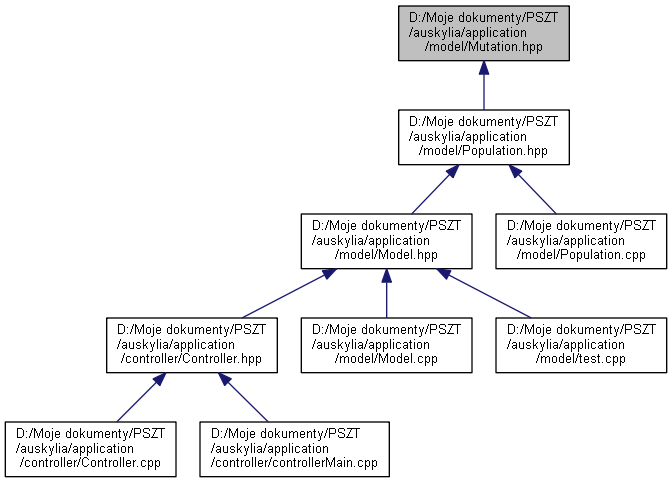 D:/Moje dokumenty/PSZT
/auskylia/application
/model/Mutation.hpp
D:/Moje dokumenty/PSZT
/auskylia/application
/model/Population.hpp
D:/Moje dokumenty/PSZT
/auskylia/application
/model/Model.hpp
D:/Moje dokumenty/PSZT
/auskylia/application
/model/Population.cpp
D:/Moje dokumenty/PSZT
/auskylia/application
/controller/Controller.hpp
D:/Moje dokumenty/PSZT
/auskylia/application
/model/Model.cpp
D:/Moje dokumenty/PSZT
/auskylia/application
/model/test.cpp
D:/Moje dokumenty/PSZT
/auskylia/application
/controller/Controller.cpp
D:/Moje dokumenty/PSZT
/auskylia/application
/controller/controllerMain.cpp